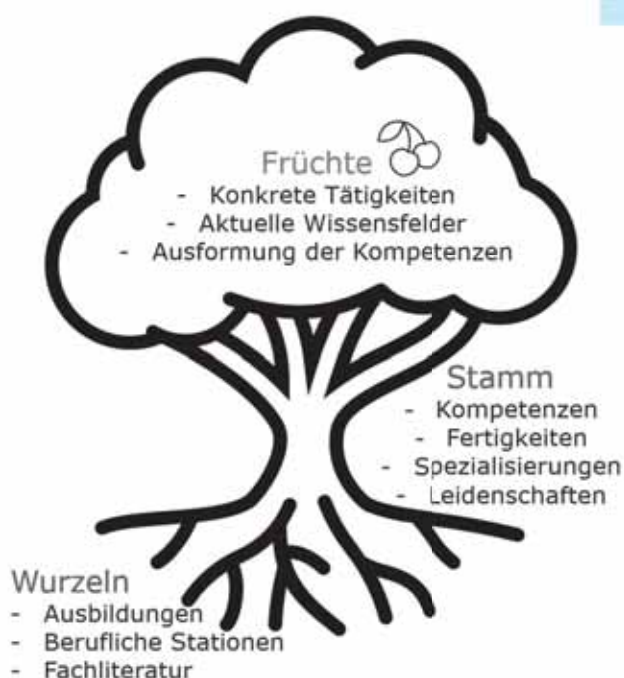 Früchte
- Konkrete Tätigkeiten
- Aktuelle Wissensfelder
- Ausformung der Kompetenzen
Stamm
- Kompetenzen
- Fertigkeiten
- Spezialisierungen
- Leidenschaften
Wurzeln
- Ausbildungen
- Berufliche Stationen
- Fachliteratur